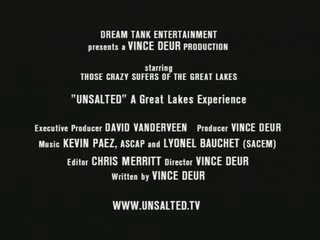 DREAM TANK ENTERTAINMENT
presents a VINCE DEUR PRODUCTION
starring
THOSE CRAZY SUFERS OF THE GREAT LAKES
"UNSALTED" A Great Lakes Experience
Executive Producer DAVID VANDERVEEN Producer VINCE DEUR
Music KEVIN PAEZ, ASCAP and LYONEL BAUCHET (SACEM)
Editor CHRIS MERRITT Director VINCE DEUR
Written by VINCE DEUR
WWW.UNSALTED.TV